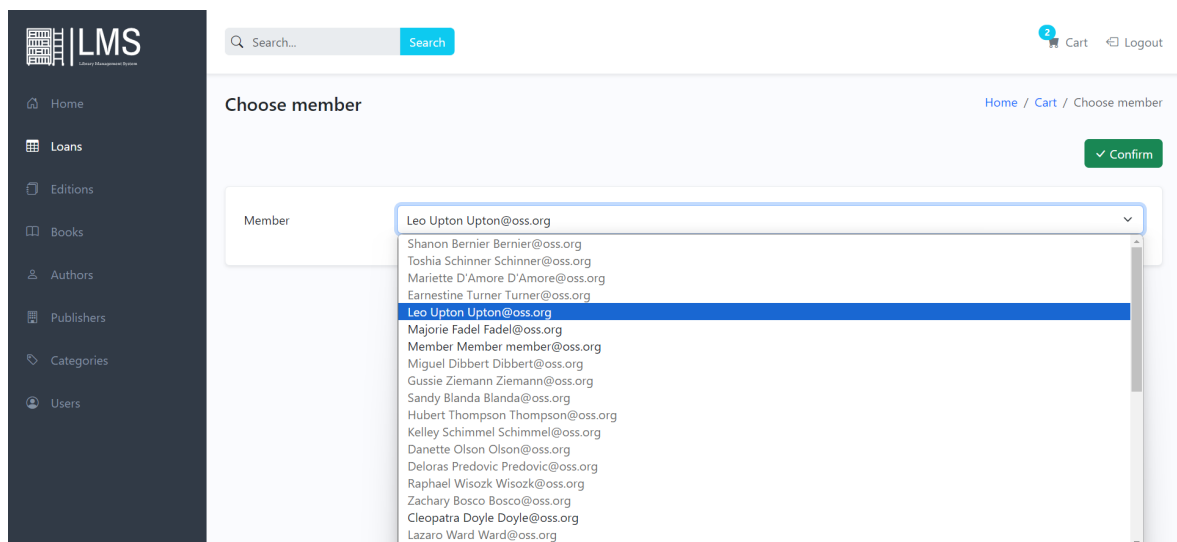 LMS
Library Management System
Search...
Search
2
Cart
Logout
Home
Loans
Editions
Books
Authors
Publishers
Categories
Users
Choose member
Home / Cart / Choose member
Confirm
Member
Leo Upton Upton@oss.org
Shanon Bernier Bernier@oss.org
Toshia Schinner Schinner@oss.org
Mariette D'Amore D'Amore@oss.org
Earnestine Turner Turner@oss.org
Leo Upton Upton@oss.org
Majorie Fadel Fadel@oss.org
Member Member member@oss.org
Miguel Dibbert Dibbert@oss.org
Gussie Ziemann Ziemann@oss.org
Sandy Blanda Blanda@oss.org
Hubert Thompson Thompson@oss.org
Kelley Schimmel Schimmel@oss.org
Danette Olson Olson@oss.org
Deloras Predovic Predovic@oss.org
Raphael Wisozk Wisozk@oss.org
Zachary Bosco Bosco@oss.org
Cleopatra Doyle Doyle@oss.org
Lazaro Ward Ward@oss.org